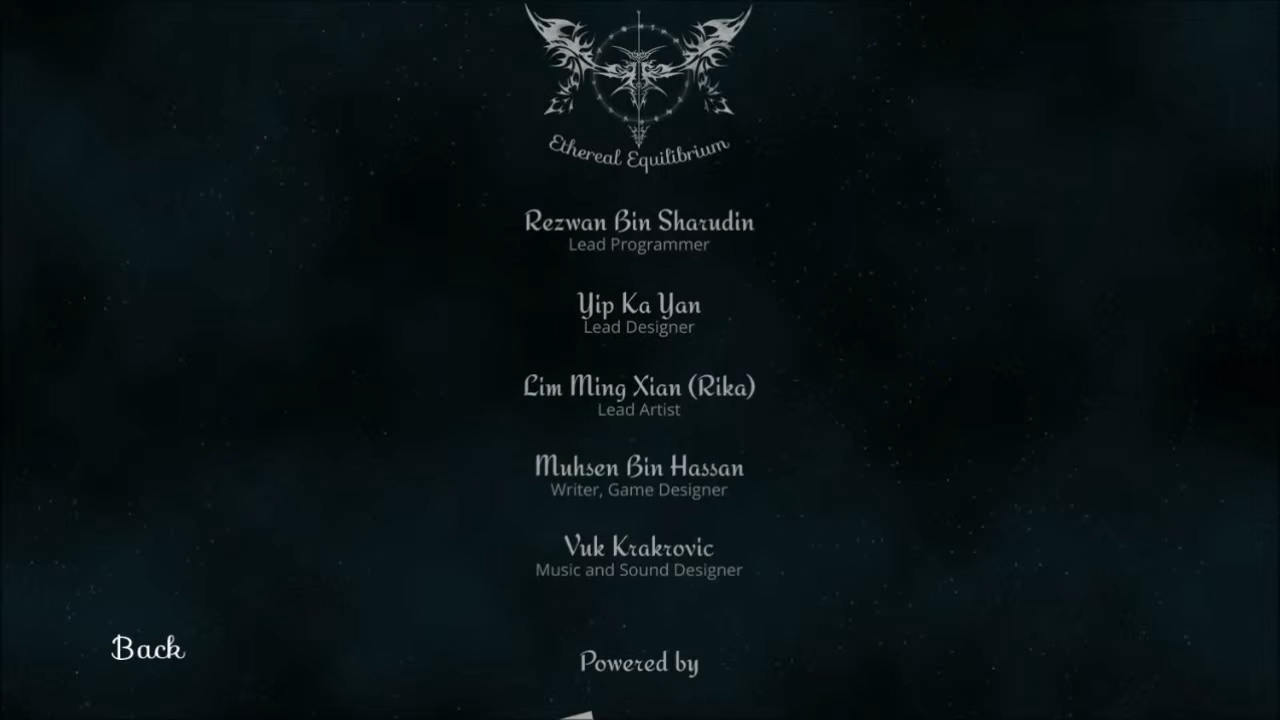 Ethereal Equilibrium
Rezwan Bin Sharudin
Lead Programmer
Yip Ka Yan
Lead Designer
Lim Ming Xian (Rika)
Lead Artist
Muhsen Bin Hassan
Writer, Game Designer
Vuk Krakrovic
Music and Sound Designer
Back
Powered by